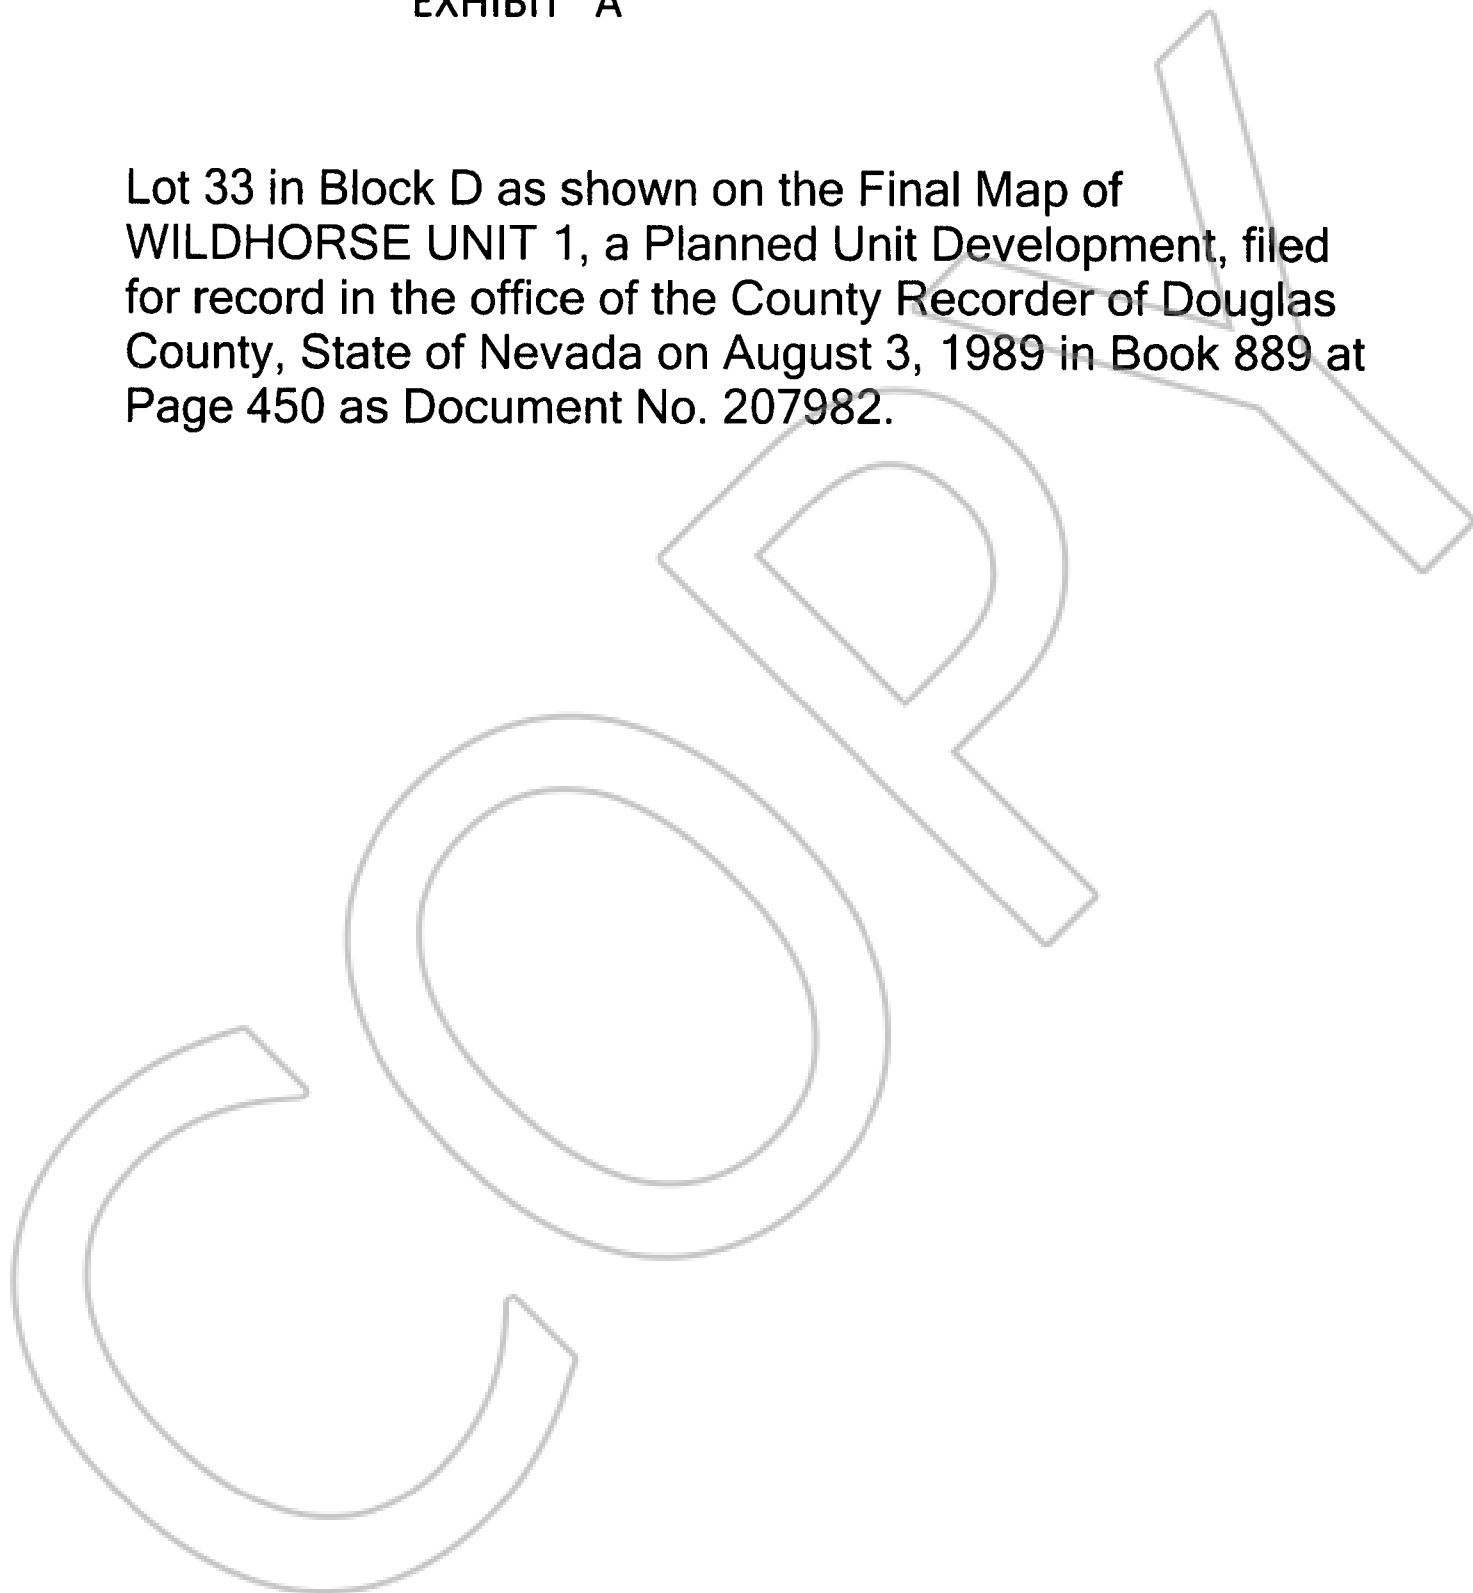 EXHIBIT A
Lot 33 in Block D as shown on the Final Map of
WILDHORSE UNIT 1, a Planned Unit Development, filed
for record in the office of the County Recorder of Douglas
County, State of Nevada on August 3, 1989 in Book 889 at
Page 450 as Document No. 207982.
COPY